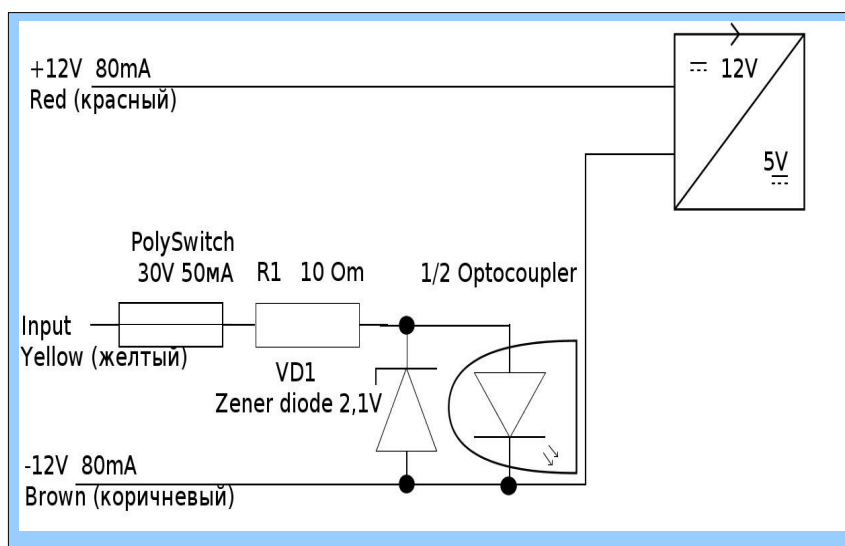 +12V 80mA
Red (красный)
12V
5V
PolySwitch
30V 50мА
R1 10 Om
1/2 Optocoupler
Input
Yellow (желтый)
VD1
Zener diode 2,1V
-12V 80mA
Brown (коричневый)